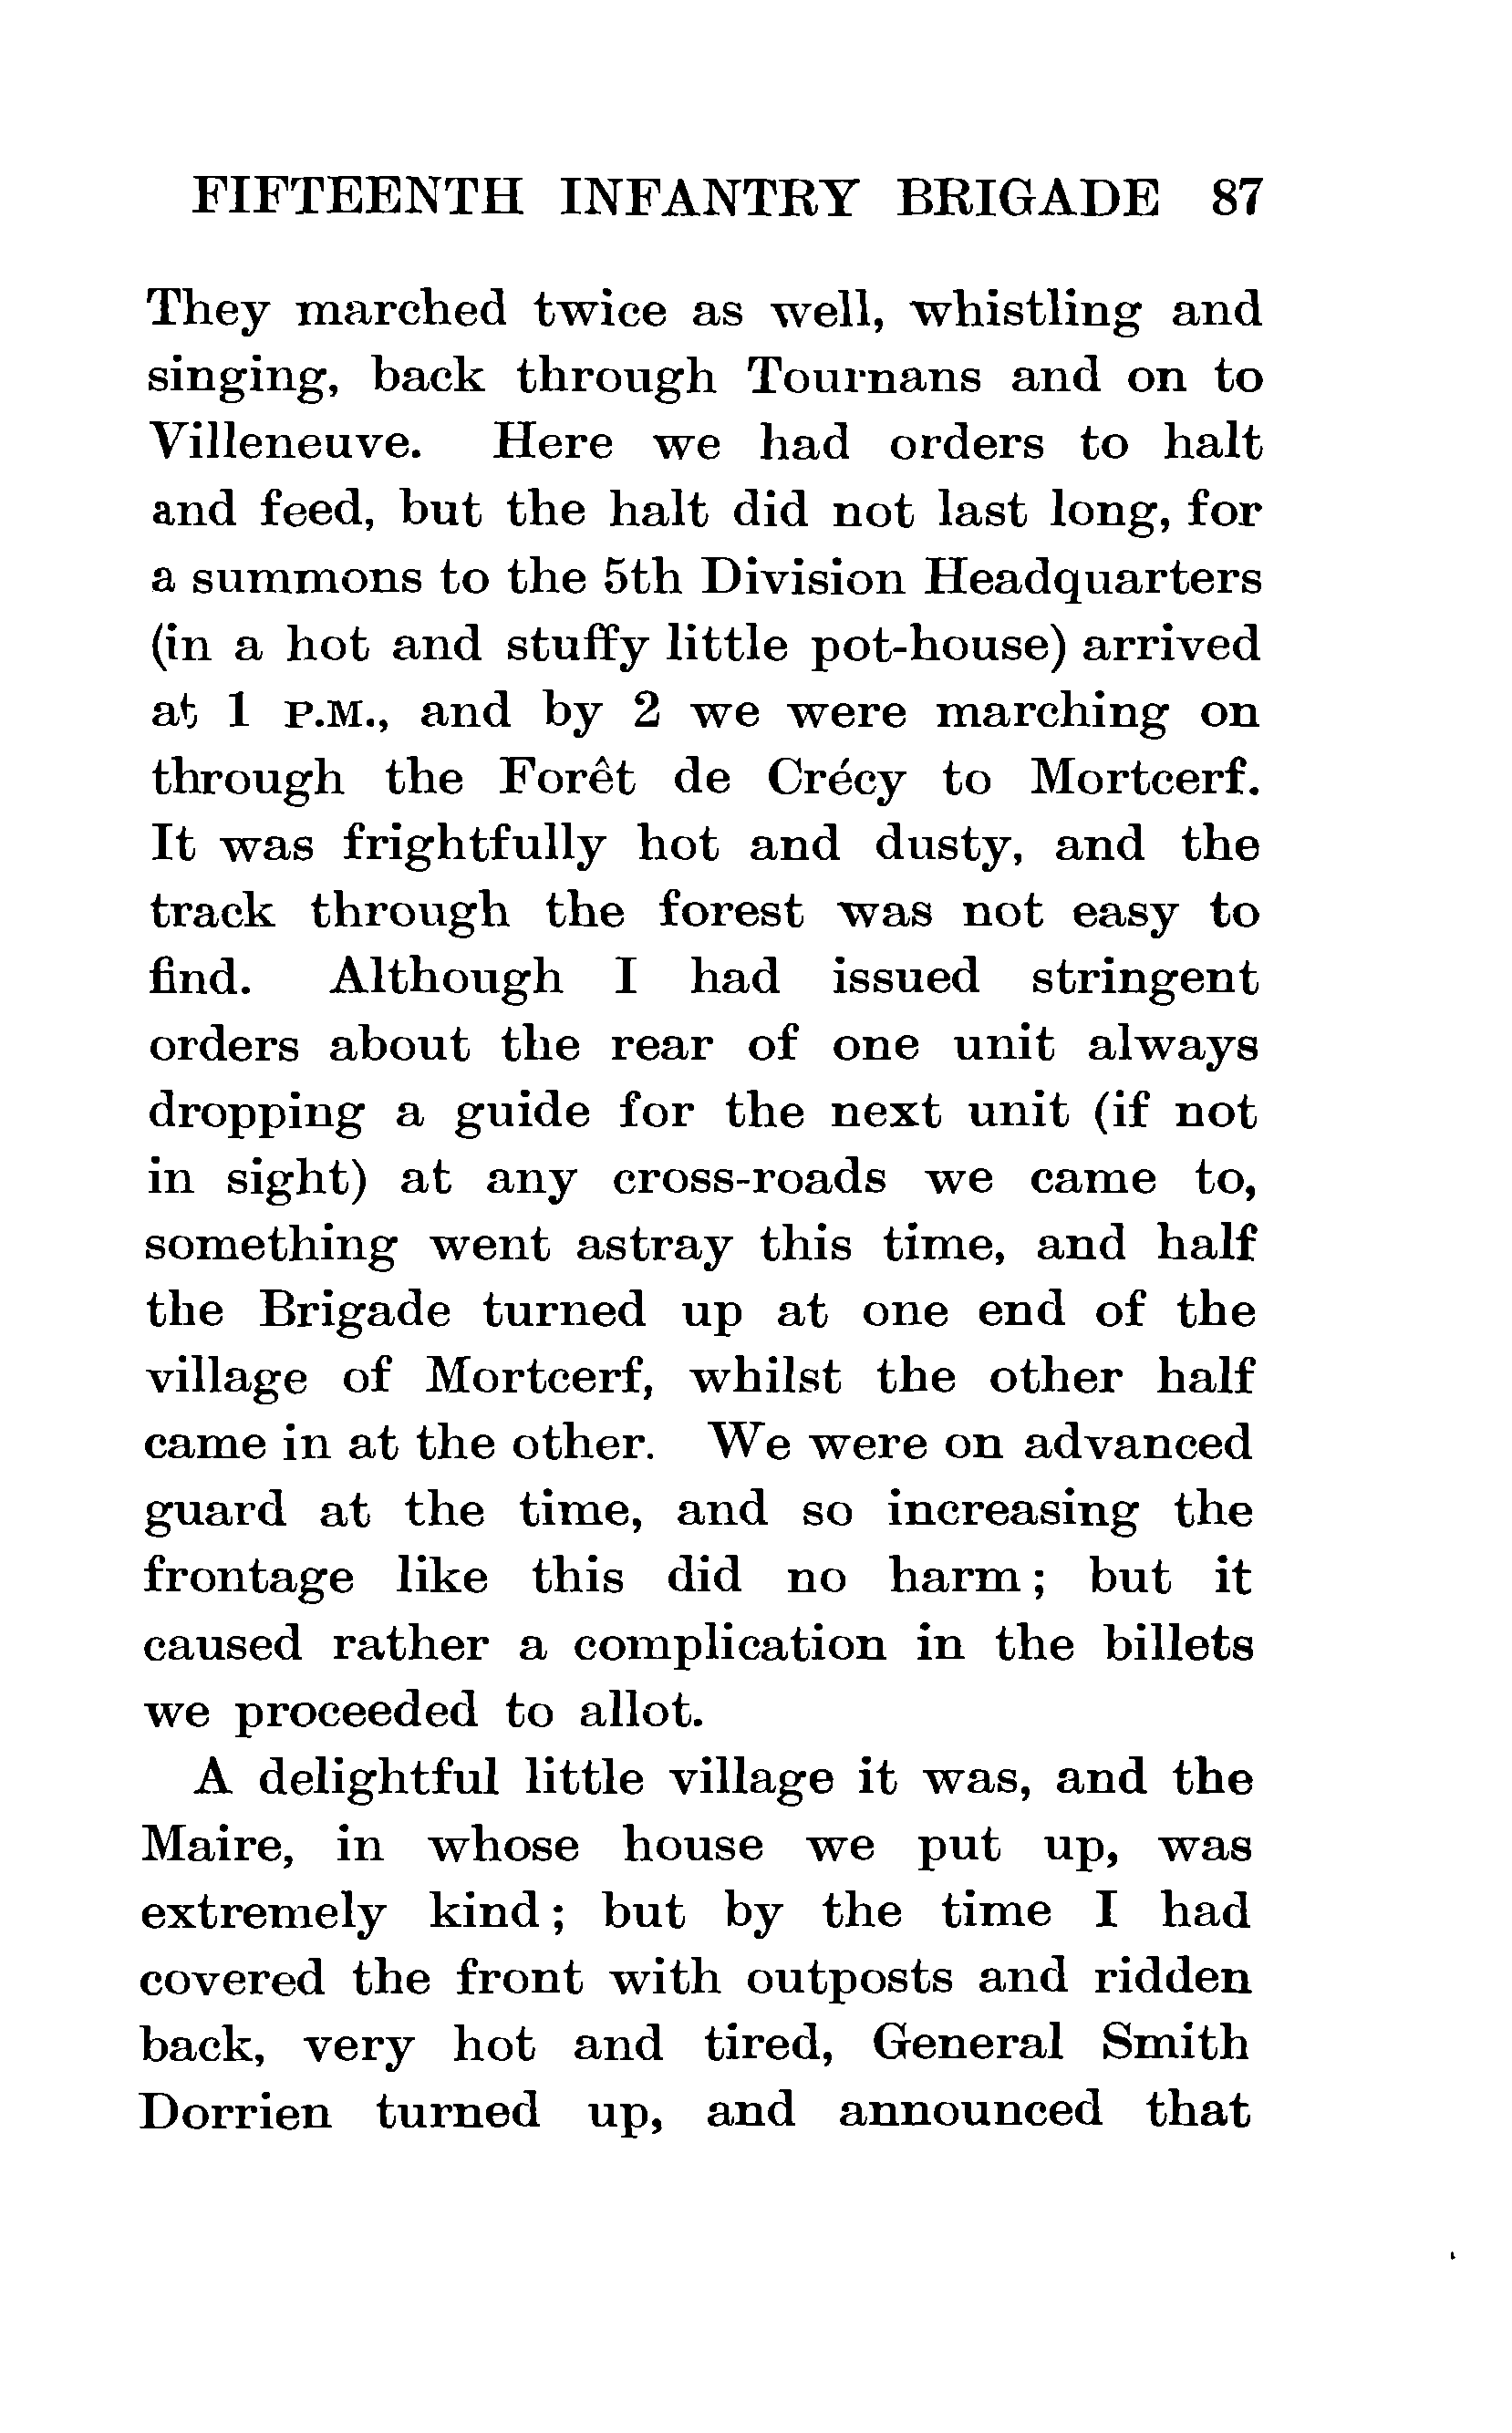 FIFTEENTH INFANTRY BRIGADE 87
They marched twice as well, whistling and
singing, back through Tournans and on to
Villeneuve. Here we had orders to halt
and feed, but the halt did not last long, for
a summons to the 5th Division Headquarters
(in a hot and stuffy little pot-house) arrived
at 1 P.M., and by 2 we were marching on
through the Forêt de Crécy to Mortcerf.
It was frightfully hot and dusty, and the
track through the forest was not easy to
find. Although I had issued stringent
orders about the rear of one unit always
dropping a guide for the next unit (if not
in sight) at any cross-roads we came to,
something went astray this time, and half
the Brigade turned up at one end of the
village of Mortcerf, whilst the other half
came in at the other. We were on advanced
guard at the time, and so increasing the
frontage like this did no harm; but it
caused rather a complication in the billets
we proceeded to allot.
A delightful little village it was, and the
Maire, in whose house we put up, was
extremely kind; but by the time I had
covered the front with outposts and ridden
back, very hot and tired, General Smith
Dorrien turned up, and announced that